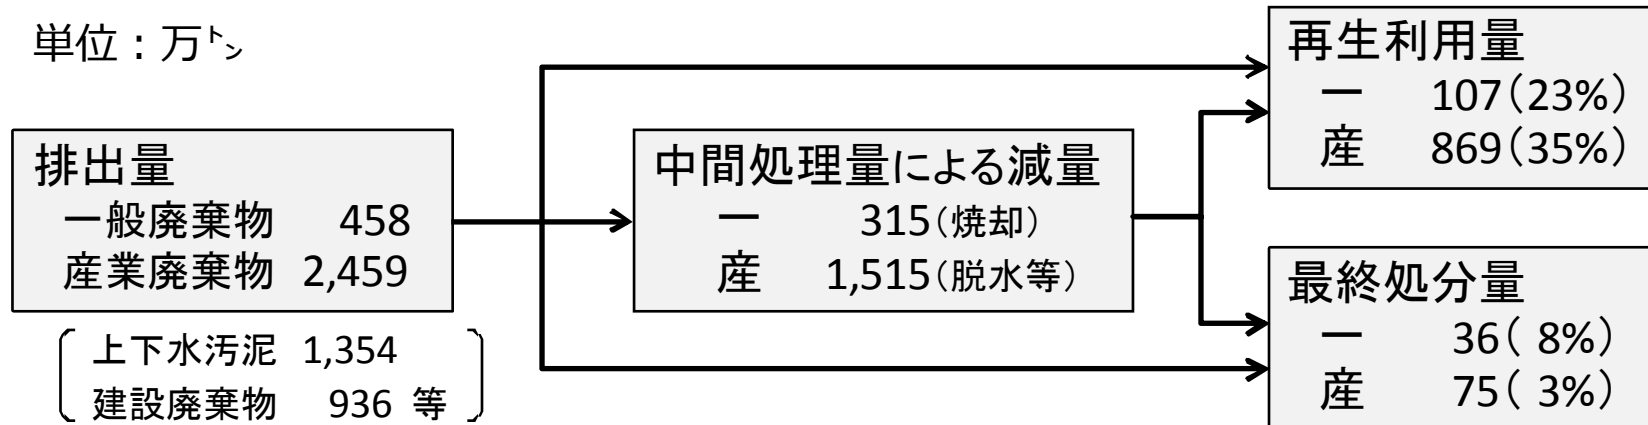 単位：万㌧
排出量
一般廃棄物 458
産業廃棄物 2,459
上下水汚泥 1,354
建設廃棄物 936 等
中間処理量による減量
一 315（焼却）
産 1,515（脱水等）
再生利用量
一 107（23%）
産 869（35%）
最終処分量
一 36（ 8%）
産 75（ 3%）